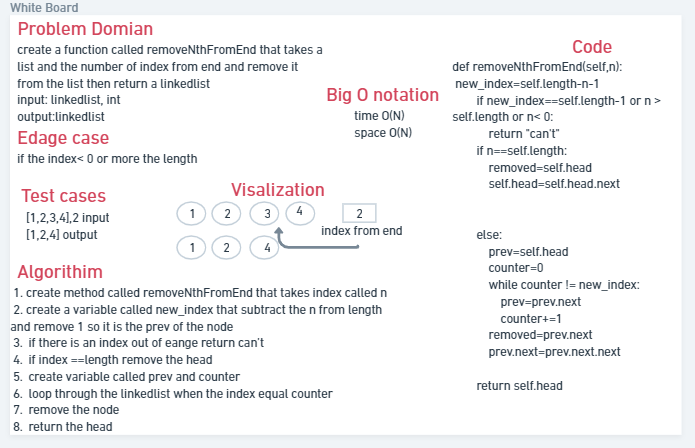 White Board
Problem Domian
create a function called removeNthFromEnd that takes a
list and the number of index from end and remove it
from the list then return a linkedlist
input: linkedlist, int
output:linkedlist
Edage case
if the index< 0 or more the length
Big O notation
time O(N)
space O(N)
Test cases
[1,2,3,4],2 input
[1,2,4] output
Visalization
1 2 3 4 2
index from end
1 2 4
Algorithim
1. create method called removeNthFromEnd that takes index called n
2. create a variable called new_index that subtract the n from length
and remove 1 so it is the prev of the node
3. if there is an index out of eange return can't
4. if index ==length remove the head
5. create variable called prev and counter
6. loop through the linkedlist when the index equal counter
7. remove the node
8. return the head
Code
def removeNthFromEnd(self,n):
new_index=self.length-n-1
if new_index==self.length-1 or n >
self.length or n< 0:
return "can't"
if n==self.length:
removed=self.head
self.head=self.head.next
else:
prev=self.head
counter=0
while counter != new_index:
prev=prev.next
counter+=1
removed=prev.next
prev.next=prev.next.next
return self.head